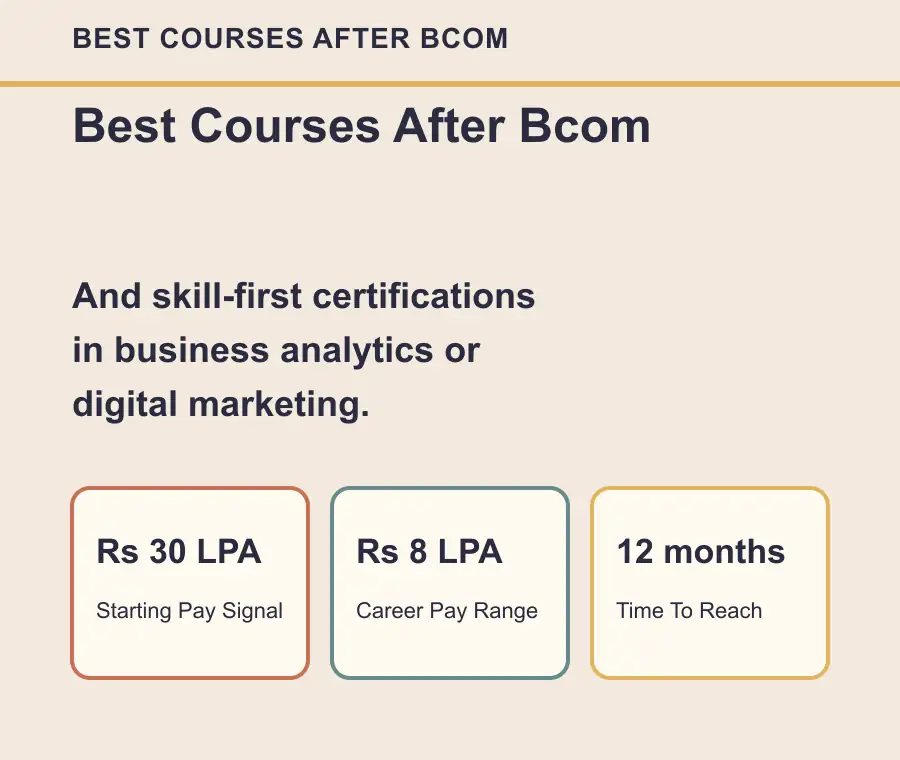 BEST COURSES AFTER BCOM
Best Courses After Bcom
And skill-first certifications
in business analytics or
digital marketing.
Rs 30 LPA
Starting Pay Signal
Rs 8 LPA
Career Pay Range
12 months
Time To Reach